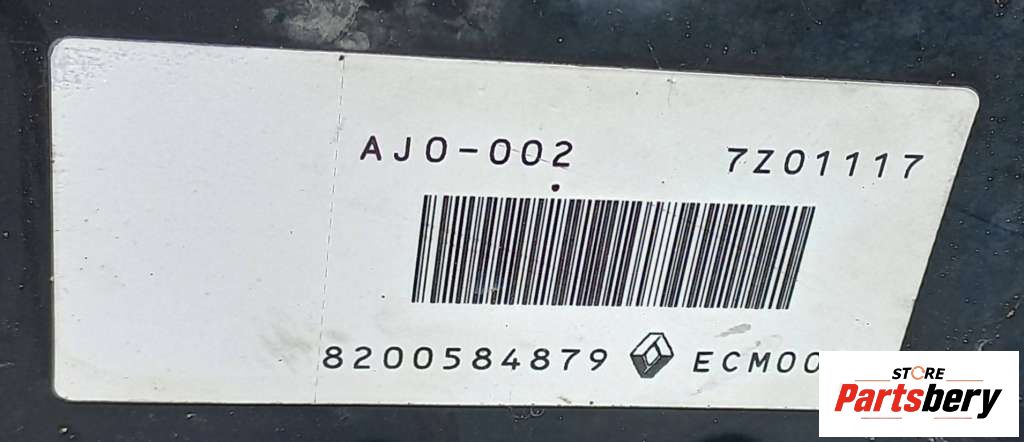 AJ0-002 7Z01117
8200584879 ECM00
STORE
Partsbery